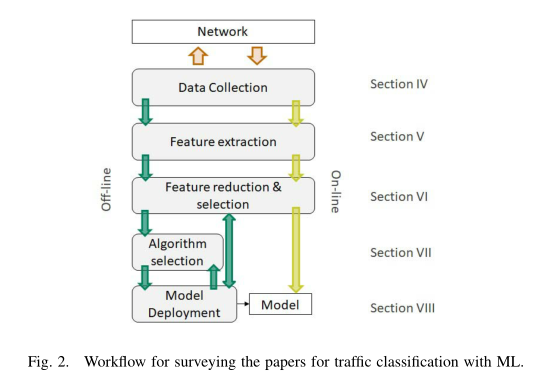 Network
Data Collection
Section IV
Feature extraction
Section V
Off-line
Feature reduction &
selection
On-line
Section VI
Algorithm
selection
Section VII
Model
Deployment
Model
Section VIII
Fig. 2. Workflow for surveying the papers for traffic classification with ML.